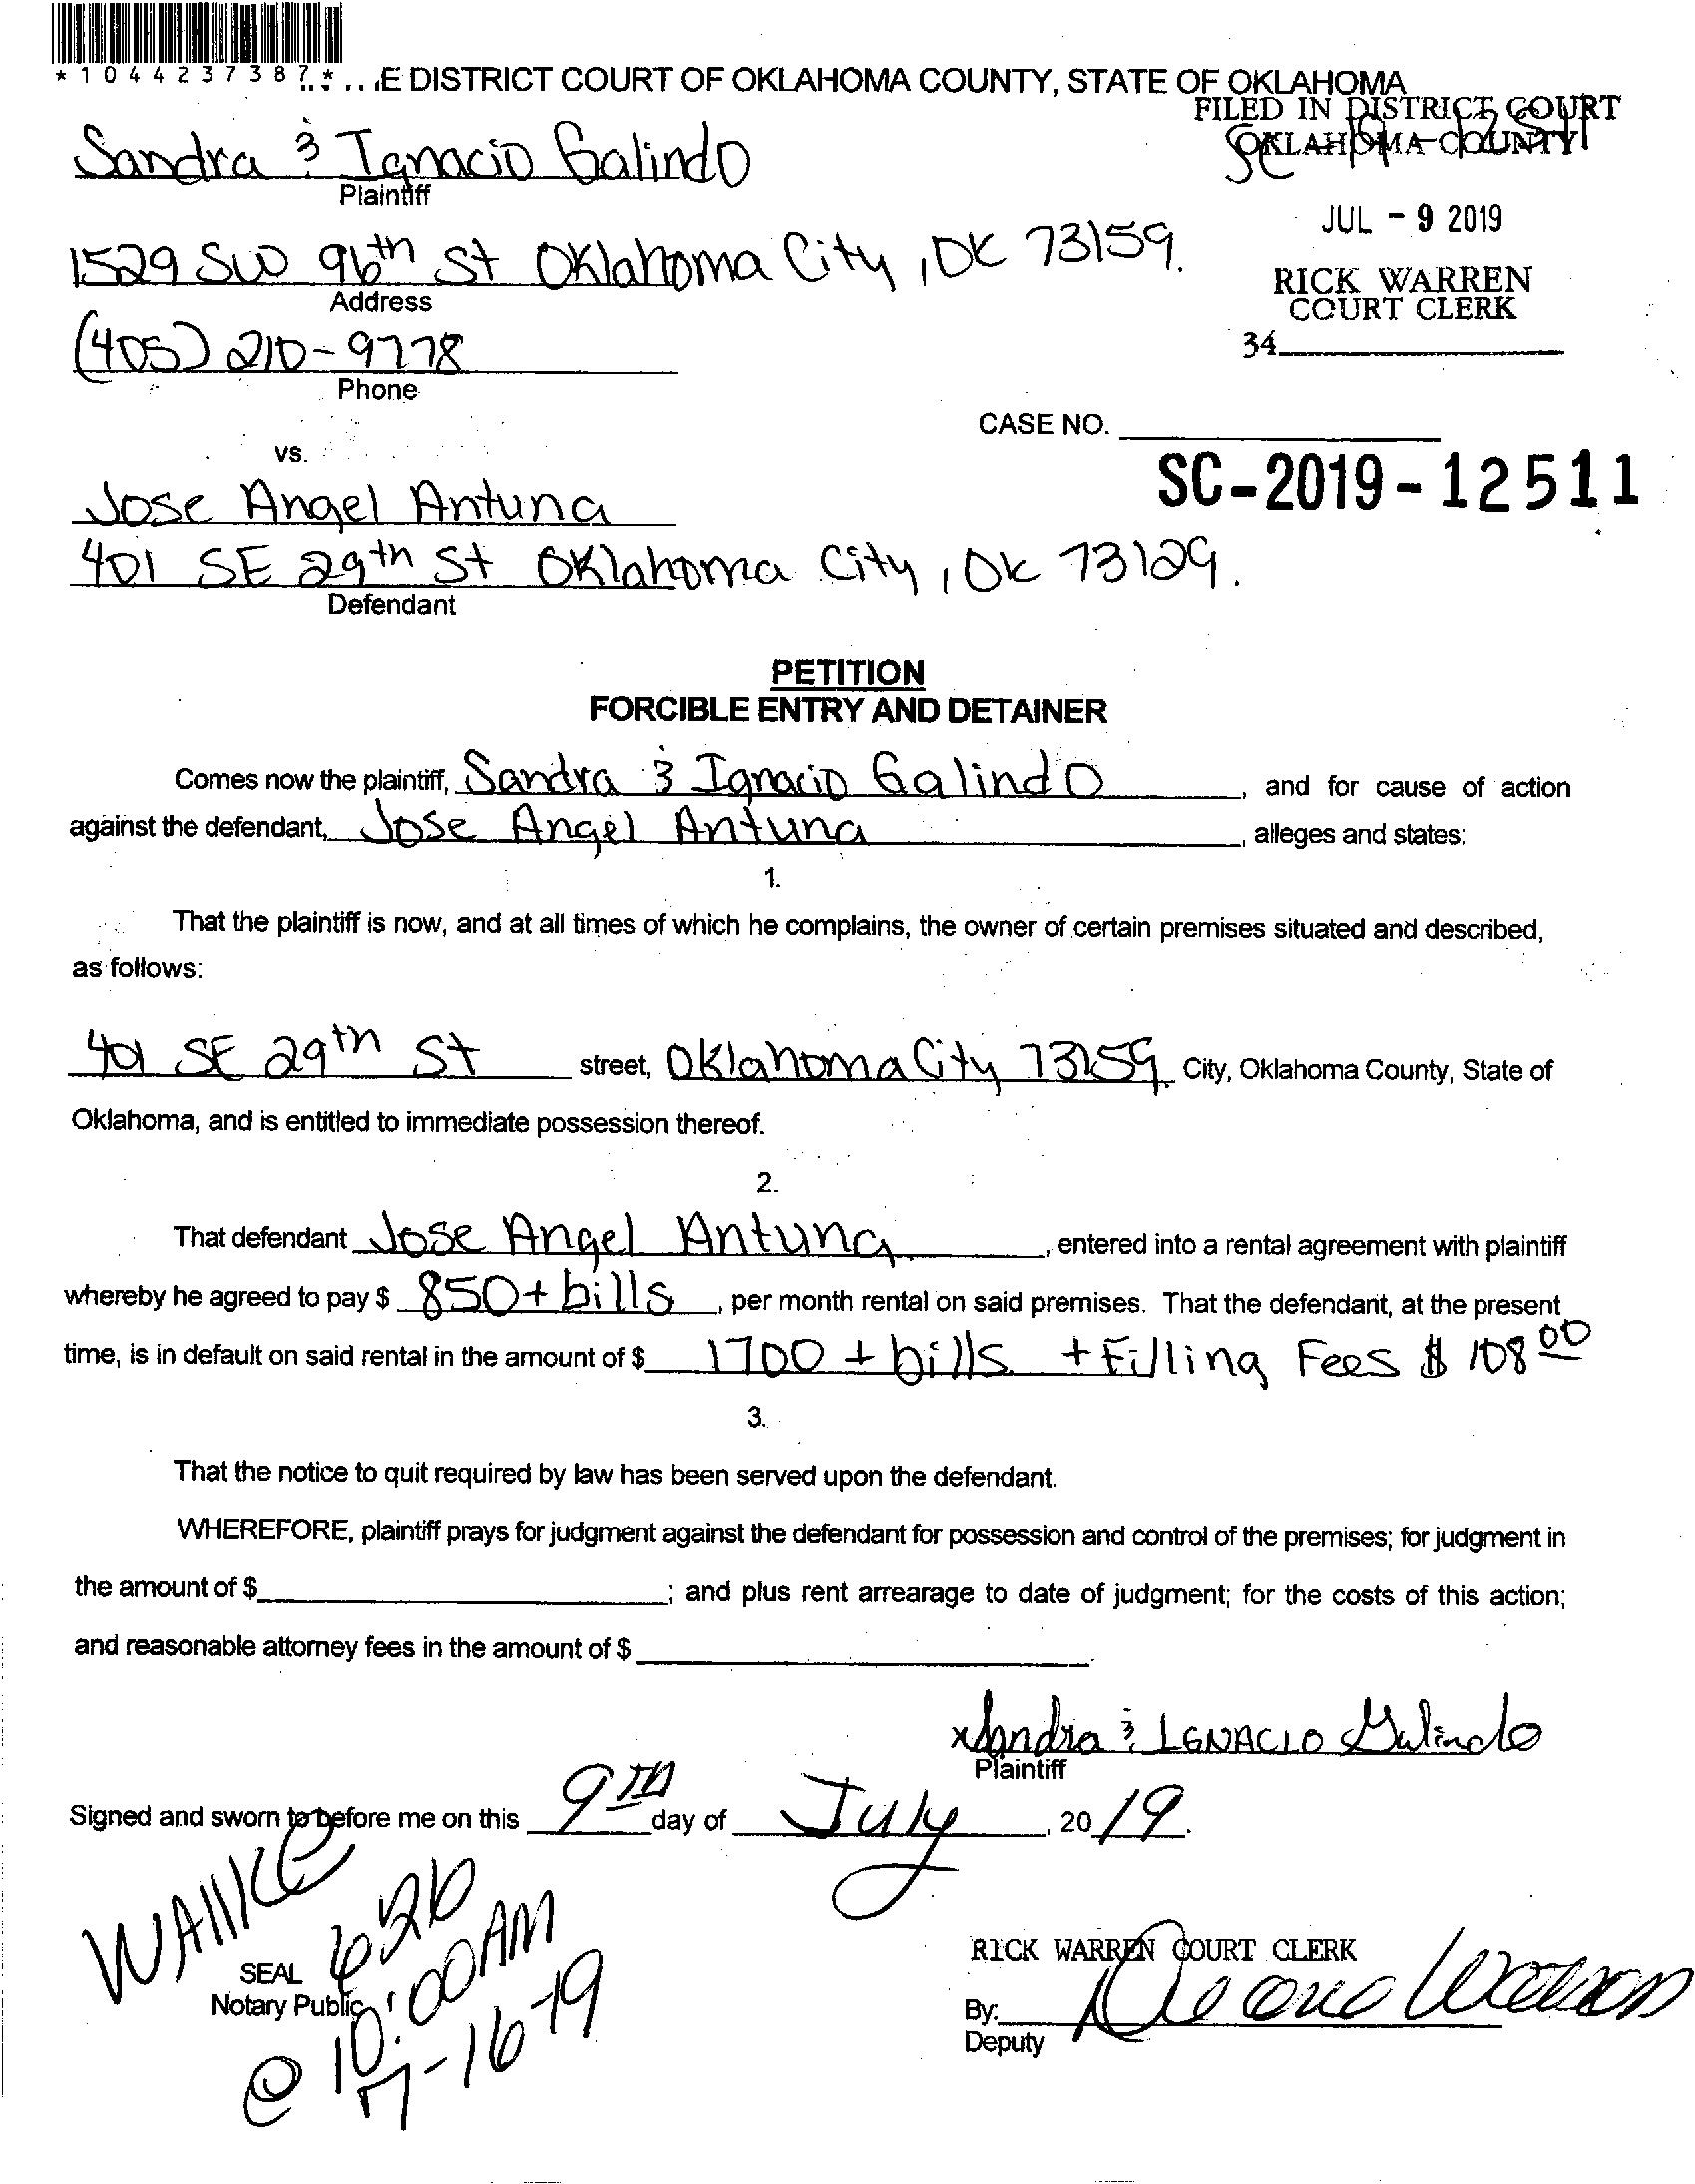 *1044237387*
E DISTRICT COURT OF OKLAHOMA COUNTY, STATE OF OKLAHOMA
FILED IN DISTRICT COURT
OKLAHOMA COUNTY
SC-19-12511
Sandra & Ignacio Galindo
Plaintiff
JUL - 9 2019
1529 SW 96th St Oklahoma City, OK 73159.
Address
RICK WARREN
COURT CLERK
34
(405) 210-9778
Phone
CASE NO.
vs.
SC-2019-12511
Jose Angel Antuna
401 SE 29th St Oklahoma City, Ok 73129.
Defendant
PETITION
FORCIBLE ENTRY AND DETAINER
Comes now the plaintiff, Sandra & Ignacio Galindo, and for cause of action
against the defendant, Jose Angel Antuna, alleges and states:
1.
That the plaintiff is now, and at all times of which he complains, the owner of certain premises situated and described,
as follows:
401 SE 29th St street, Oklahoma City 73159. City, Oklahoma County, State of
Oklahoma, and is entitled to immediate possession thereof.
2.
That defendant Jose Angel Antuna, entered into a rental agreement with plaintiff
whereby he agreed to pay $ 850 + bills, per month rental on said premises. That the defendant, at the present
time, is in default on said rental in the amount of $ 1700 + bills + Filling Fees $ 108 00
3.
That the notice to quit required by law has been served upon the defendant.
WHEREFORE, plaintiff prays for judgment against the defendant for possession and control of the premises; for judgment in
the amount of $ ; and plus rent arrearage to date of judgment; for the costs of this action;
and reasonable attorney fees in the amount of $
x Sandra & IGNACIO Galindo
Plaintiff
Signed and sworn to before me on this 9TH day of July, 20 19.
SEAL
Notary Public
626
@ 10:00 AM
7-16-19
RICK WARREN COURT CLERK
By:
Deputy